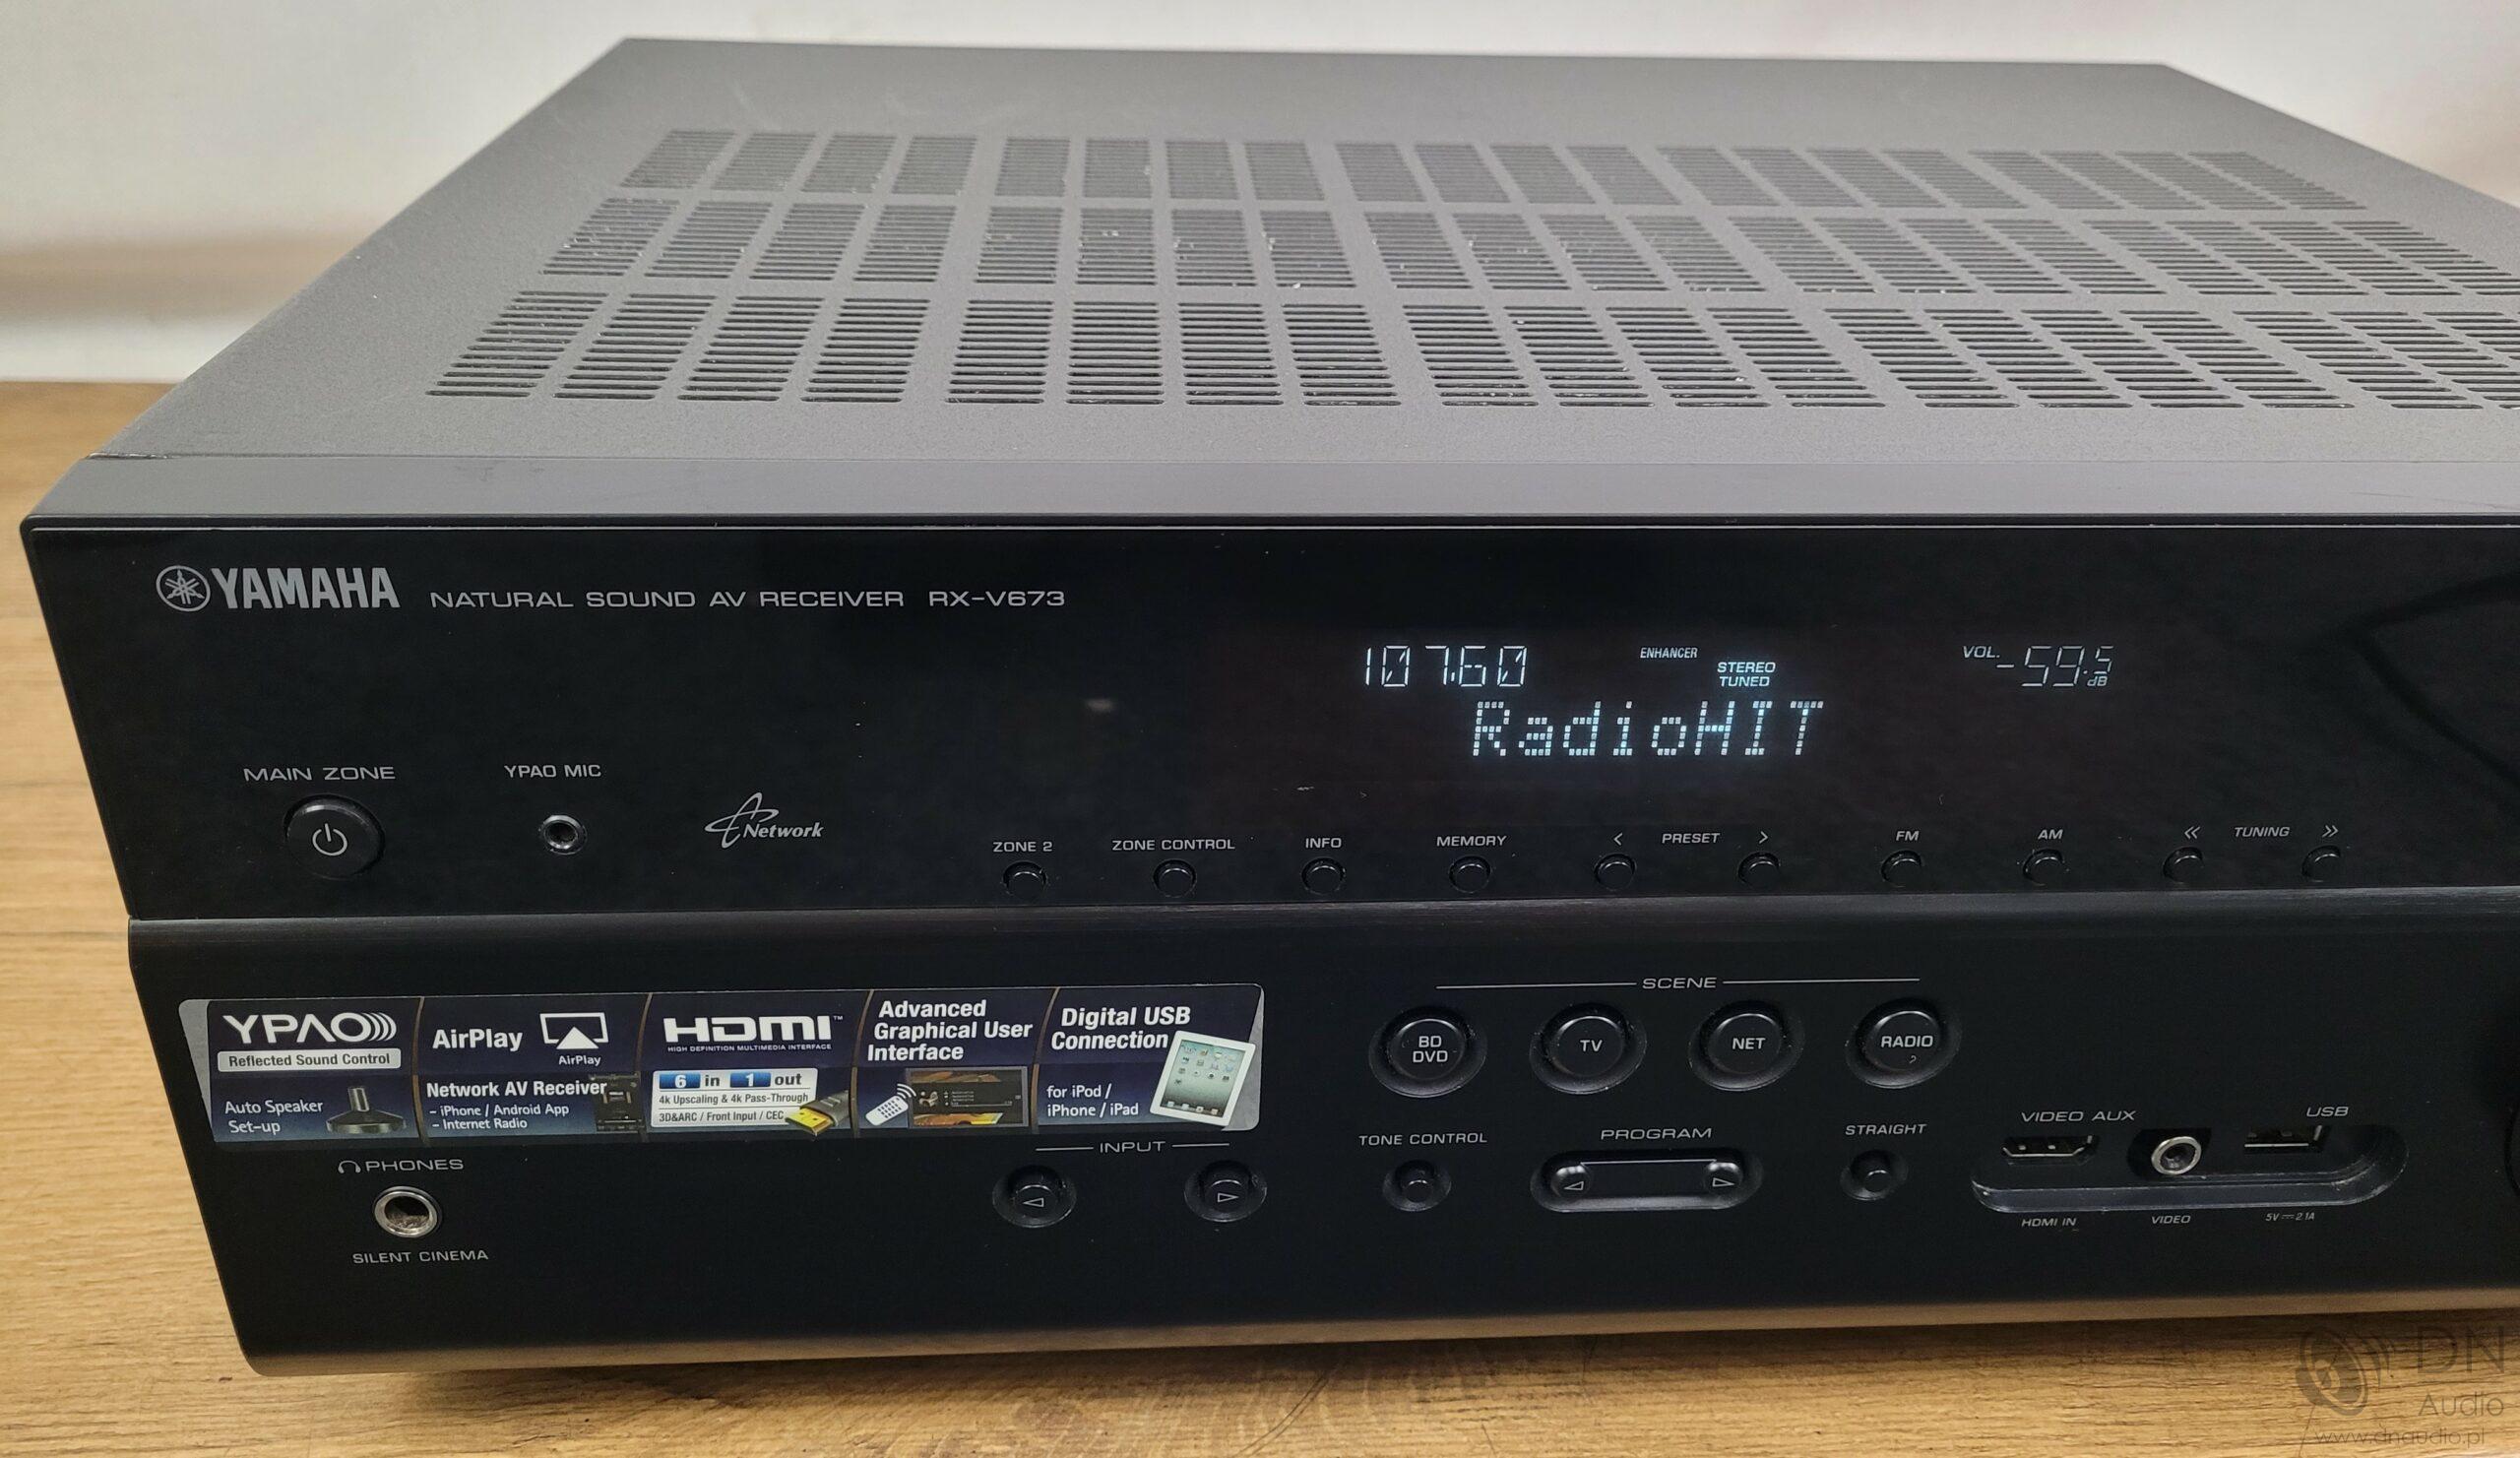 YAMAHA NATURAL SOUND AV RECEIVER RX-V673
107.60 ENHANCER STEREO TUNED VOL. -59.5 dB
RadioHIT
MAIN ZONE
YPAO MIC
Network
ZONE 2
ZONE CONTROL
INFO
MEMORY
< PRESET >
FM
AM
<< TUNING >>
YPAO
Reflected Sound Control
Auto Speaker
Set-up
AirPlay
AirPlay
Network AV Receiver
- iPhone / Android App
- Internet Radio
HDMI™
HIGH DEFINITION MULTIMEDIA INTERFACE
6 in 1 out
4k Upscaling & 4k Pass-Through
3D&ARC / Front Input / CEC
Advanced
Graphical User
Interface
Digital USB
Connection
for iPod /
iPhone / iPad
SCENE
BD
DVD
TV
NET
RADIO
PHONES
SILENT CINEMA
INPUT
TONE CONTROL
PROGRAM
STRAIGHT
VIDEO AUX
USB
HDMI IN
VIDEO
5V 2.1A
DN
Audio
www.dnaudio.pl